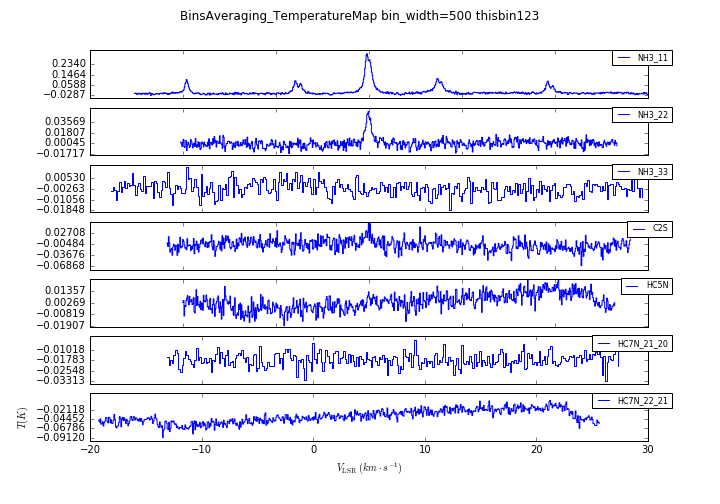 BinsAveraging_TemperatureMap bin_width=500 thisbin123
NH3_11
0.2340
0.1464
0.0588
−0.0287
NH3_22
0.03569
0.01807
0.00045
−0.01717
NH3_33
0.00530
−0.00263
−0.01056
−0.01848
C2S
0.02708
−0.00484
−0.03676
−0.06868
HC5N
0.01357
0.00269
−0.00819
−0.01907
HC7N_21_20
−0.01018
−0.01783
−0.02548
−0.03313
HC7N_22_21
−0.02118
−0.04452
−0.06786
−0.09120
T(K)
−20 −10 0 10 20 30
V_LSR (km · s⁻¹)